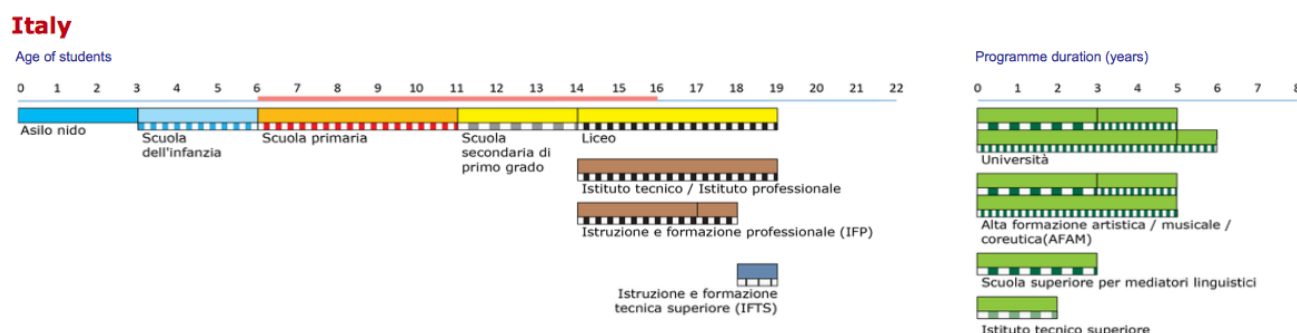 Italy
Age of students
Programme duration (years)
0 1 2 3 4 5 6 7 8 9 10 11 12 13 14 15 16 17 18 19 20 21 22
0 1 2 3 4 5 6 7 8
Asilo nido
Scuola
dell'infanzia
Scuola primaria
Scuola
secondaria di
primo grado
Liceo
Istituto tecnico / Istituto professionale
Istruzione e formazione professionale (IFP)
Istruzione e formazione
tecnica superiore (IFTS)
Università
Alta formazione artistica / musicale /
coreutica(AFAM)
Scuola superiore per mediatori linguistici
Istituto tecnico superiore